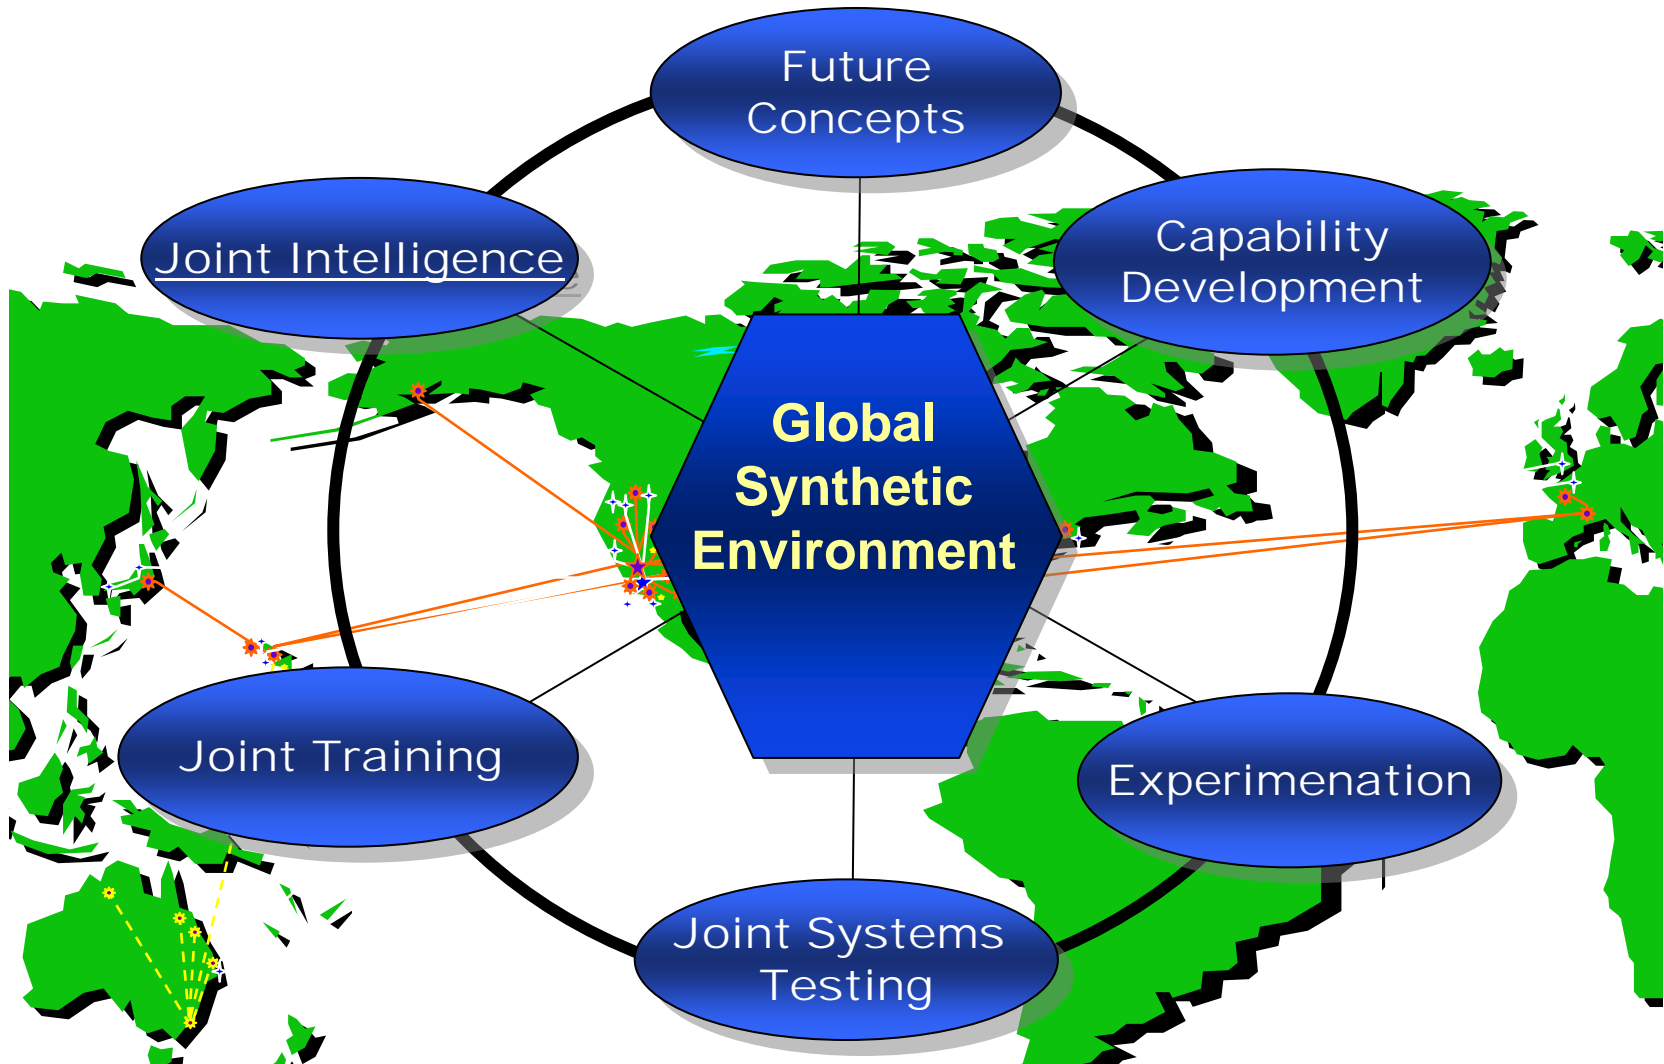 Future
Concepts
Joint Intelligence
Capability
Development
Global
Synthetic
Environment
Joint Training
Experimenation
Joint Systems
Testing